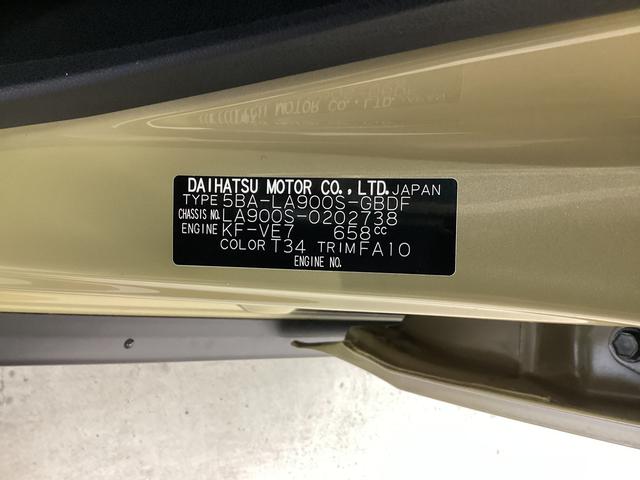 DAIHATSU MOTOR CO., LTD. JAPAN
TYPE 5BA-LA900S-GBDF
CHASSIS NO. LA900S-0202738
ENGINE KF-VE7 658cc
COLOR T34 TRIM FA10
ENGINE NO.